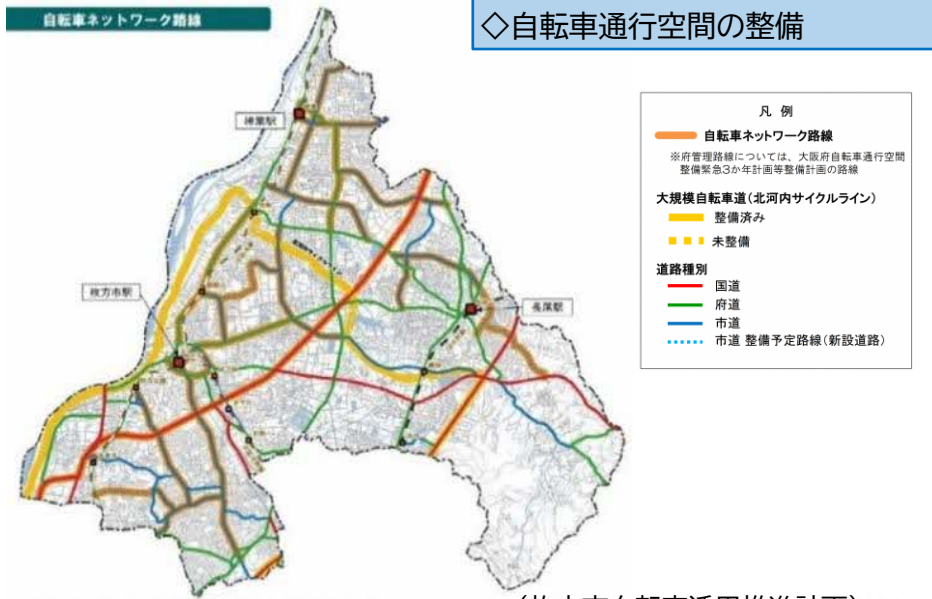 自転車ネットワーク路線
◇自転車通行空間の整備
凡 例
自転車ネットワーク路線
※府管理路線については、大阪府自転車通行空間
整備緊急3か年計画等整備計画の路線
大規模自転車道(北河内サイクルライン)
整備済み
未整備
道路種別
国道
府道
市道
市道 整備予定路線(新設道路)
樟葉駅
枚方市駅
長尾駅